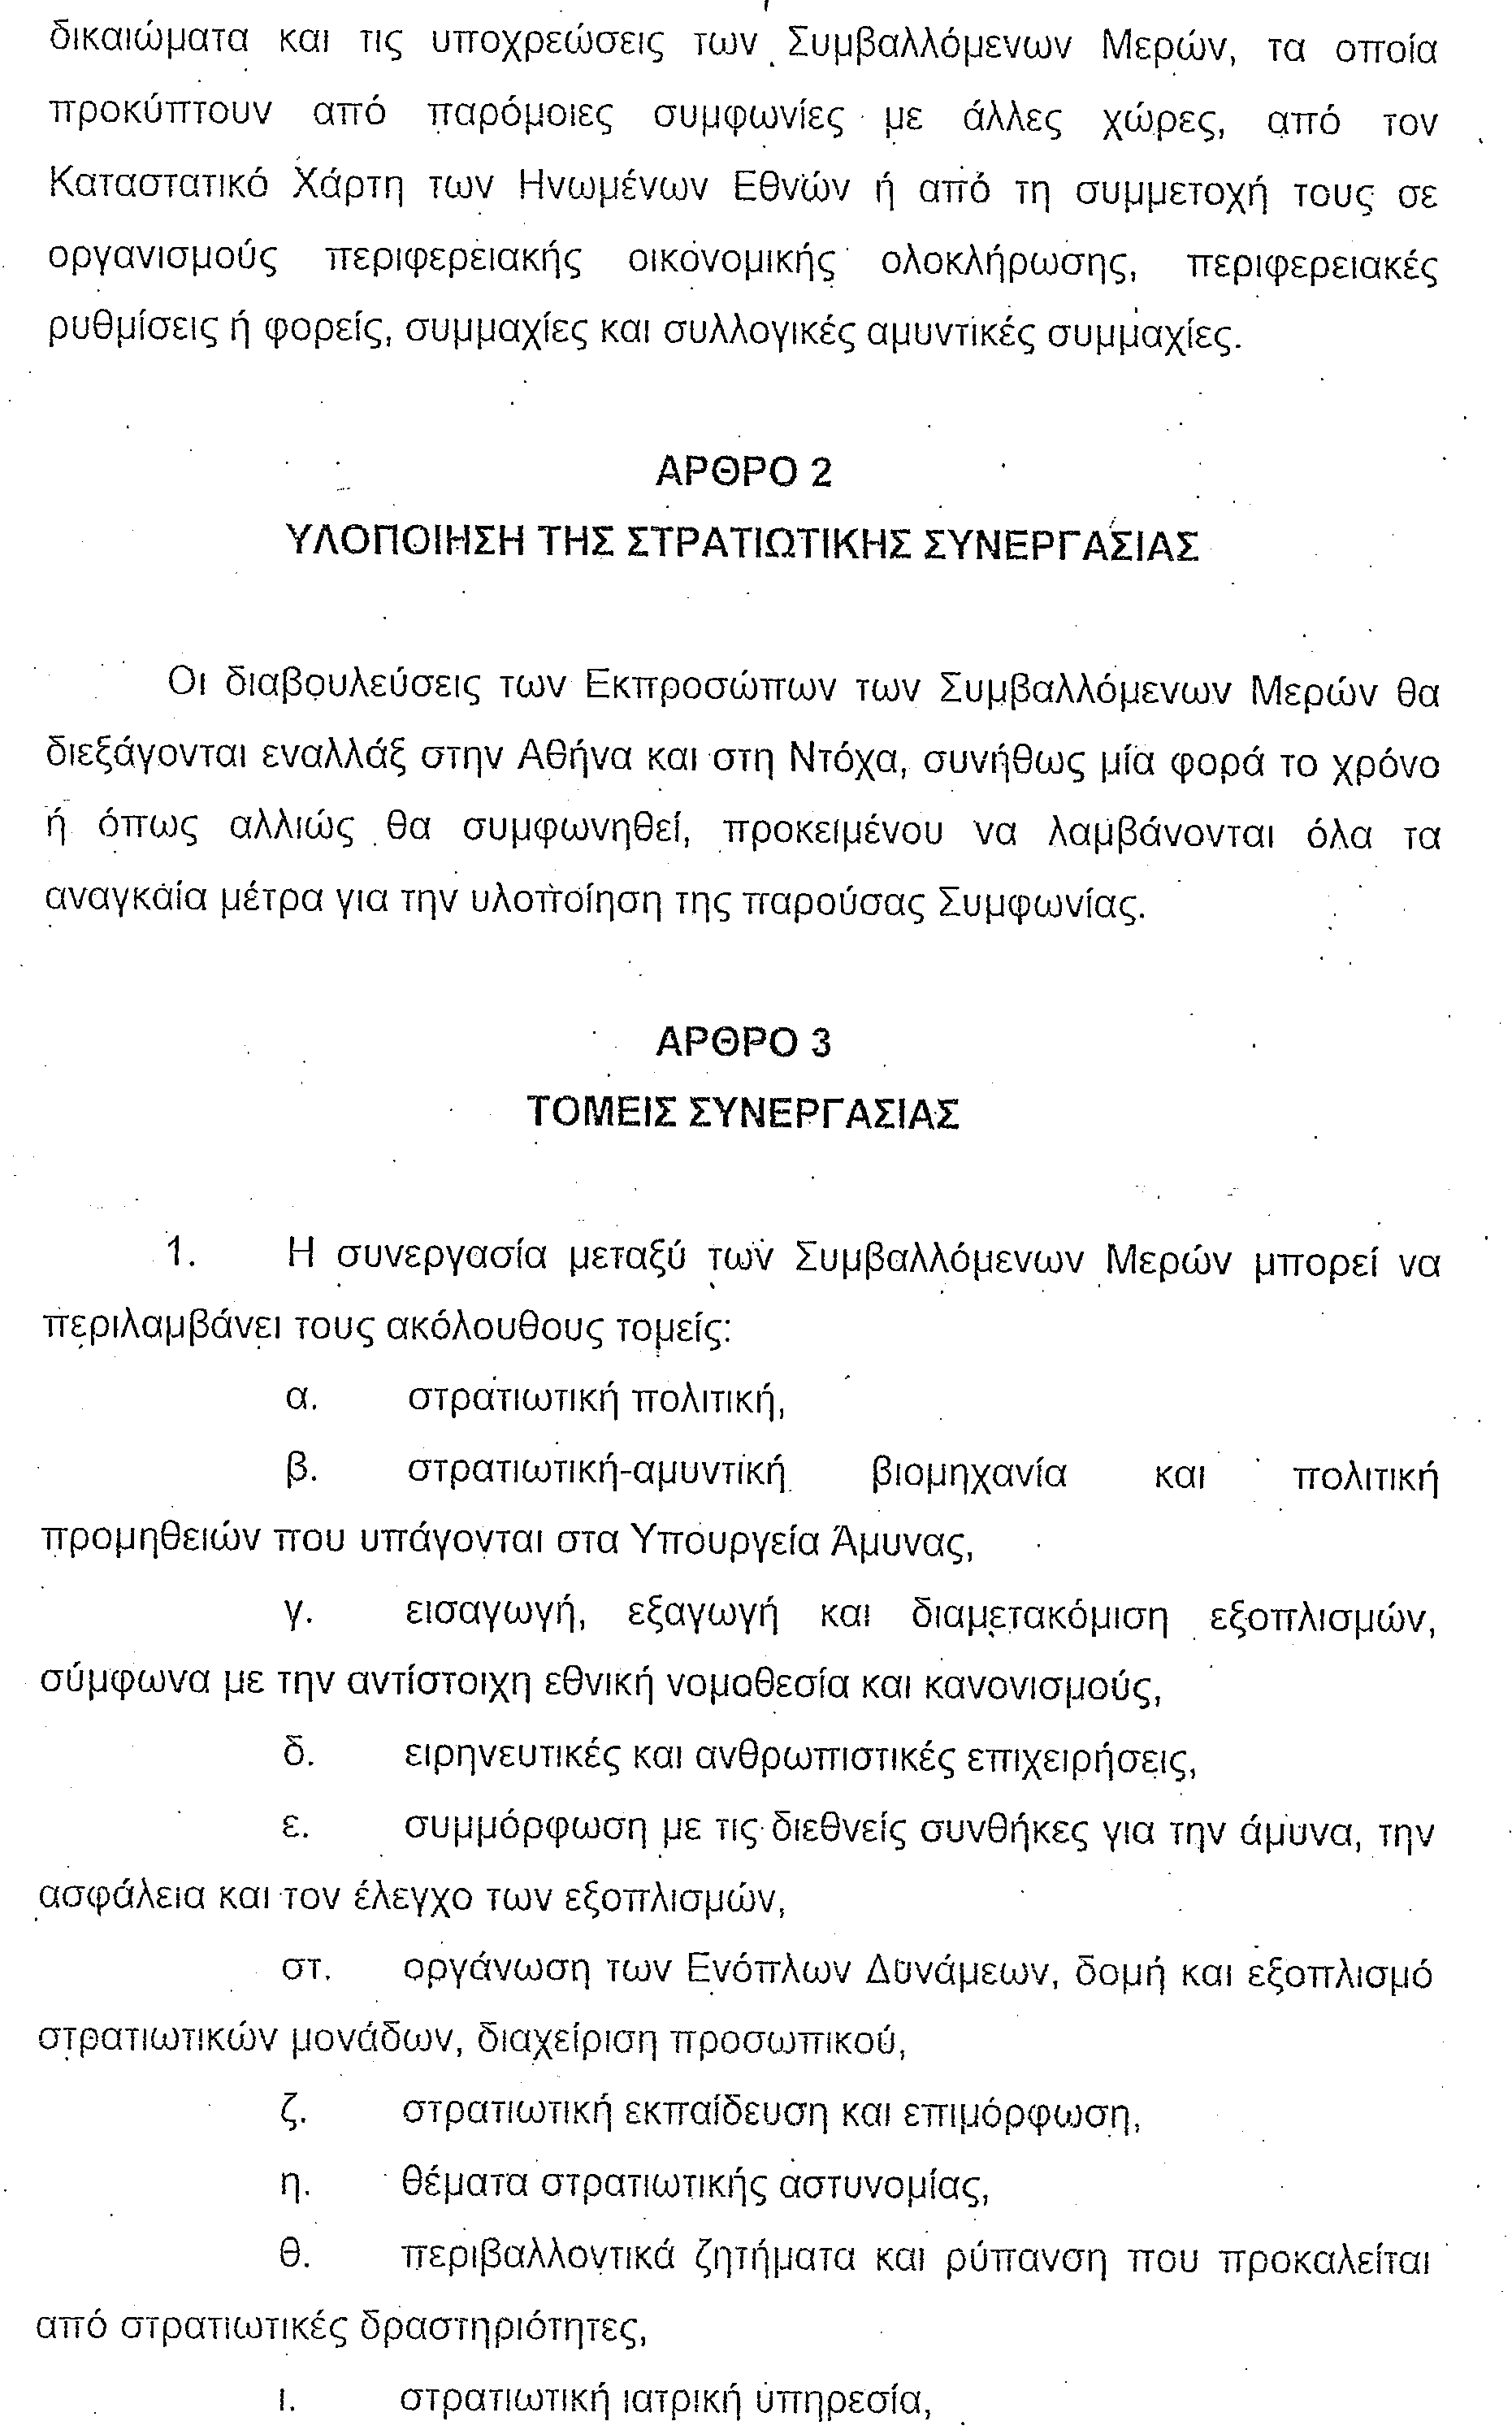 δικαιώματα και τις υποχρεώσεις των Συμβαλλόμενων Μερών, τα οποία
προκύπτουν από παρόμοιες συμφωνίες με άλλες χώρες, από τον
Καταστατικό Χάρτη των Ηνωμένων Εθνών ή από τη συμμετοχή τους σε
οργανισμούς περιφερειακής οικονομικής ολοκλήρωσης, περιφερειακές
ρυθμίσεις ή φορείς, συμμαχίες και συλλογικές αμυντικές συμμαχίες.
ΑΡΘΡΟ 2
ΥΛΟΠΟΙΗΣΗ ΤΗΣ ΣΤΡΑΤΙΩΤΙΚΗΣ ΣΥΝΕΡΓΑΣΙΑΣ
Οι διαβουλεύσεις των Εκπροσώπων των Συμβαλλόμενων Μερών θα
διεξάγονται εναλλάξ στην Αθήνα και στη Ντόχα, συνήθως μία φορά το χρόνο
ή όπως αλλιώς θα συμφωνηθεί, προκειμένου να λαμβάνονται όλα τα
αναγκαία μέτρα για την υλοποίηση της παρούσας Συμφωνίας.
ΑΡΘΡΟ 3
ΤΟΜΕΙΣ ΣΥΝΕΡΓΑΣΙΑΣ
1. Η συνεργασία μεταξύ των Συμβαλλόμενων Μερών μπορεί να
περιλαμβάνει τους ακόλουθους τομείς:
α. στρατιωτική πολιτική,
β. στρατιωτική-αμυντική βιομηχανία και πολιτική
προμηθειών που υπάγονται στα Υπουργεία Άμυνας,
γ. εισαγωγή, εξαγωγή και διαμετακόμιση εξοπλισμών,
σύμφωνα με την αντίστοιχη εθνική νομοθεσία και κανονισμούς,
δ. ειρηνευτικές και ανθρωπιστικές επιχειρήσεις,
ε. συμμόρφωση με τις διεθνείς συνθήκες για την άμυνα, την
ασφάλεια και τον έλεγχο των εξοπλισμών,
στ. οργάνωση των Ενόπλων Δυνάμεων, δομή και εξοπλισμό
στρατιωτικών μονάδων, διαχείριση προσωπικού,
ζ. στρατιωτική εκπαίδευση και επιμόρφωση,
η. θέματα στρατιωτικής αστυνομίας,
θ. περιβαλλοντικά ζητήματα και ρύπανση που προκαλείται
από στρατιωτικές δραστηριότητες,
ι. στρατιωτική ιατρική υπηρεσία,